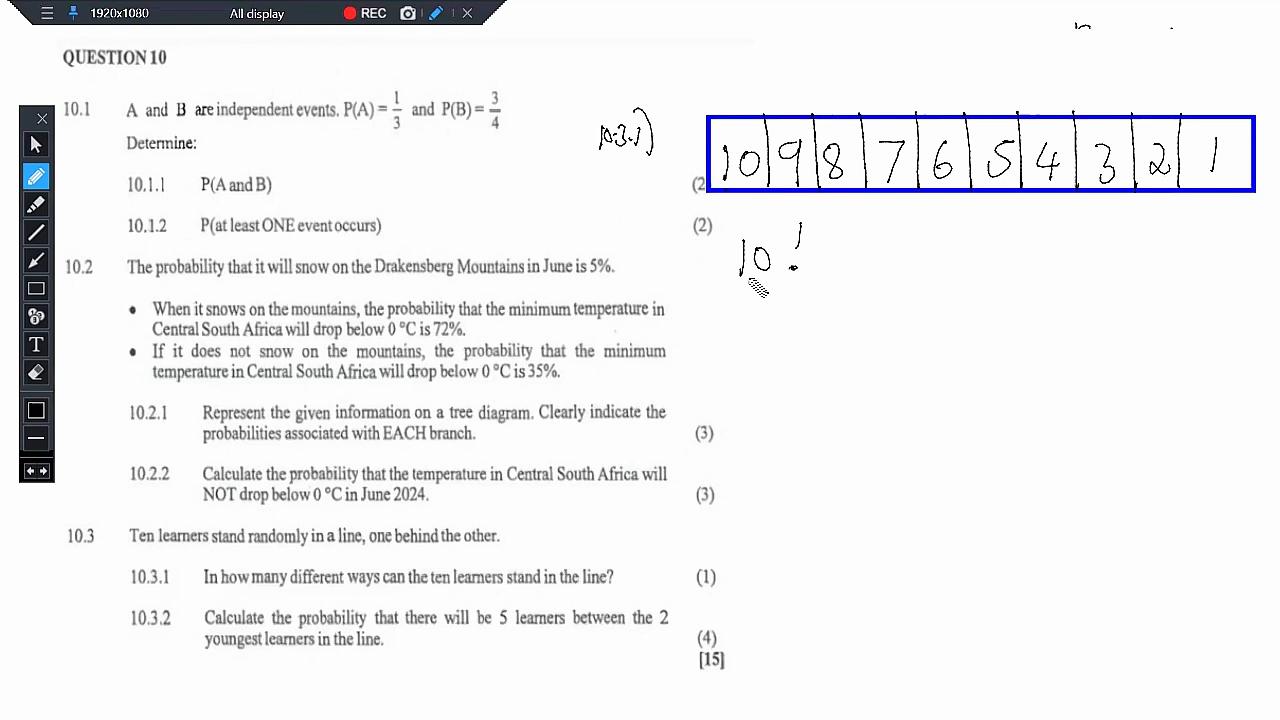 1920x1080 All display REC
QUESTION 10
10.1 A and B are independent events. P(A) = 1/3 and P(B) = 3/4
Determine:
10.1.1 P(A and B) (2
10.1.2 P(at least ONE event occurs) (2)
10.2 The probability that it will snow on the Drakensberg Mountains in June is 5%.
• When it snows on the mountains, the probability that the minimum temperature in
Central South Africa will drop below 0 °C is 72%.
• If it does not snow on the mountains, the probability that the minimum
temperature in Central South Africa will drop below 0 °C is 35%.
10.2.1 Represent the given information on a tree diagram. Clearly indicate the
probabilities associated with EACH branch. (3)
10.2.2 Calculate the probability that the temperature in Central South Africa will
NOT drop below 0 °C in June 2024. (3)
10.3 Ten learners stand randomly in a line, one behind the other.
10.3.1 In how many different ways can the ten learners stand in the line? (1)
10.3.2 Calculate the probability that there will be 5 learners between the 2
youngest learners in the line. (4)
[15]
10.3.1)
10 9 8 7 6 5 4 3 2 1
10!